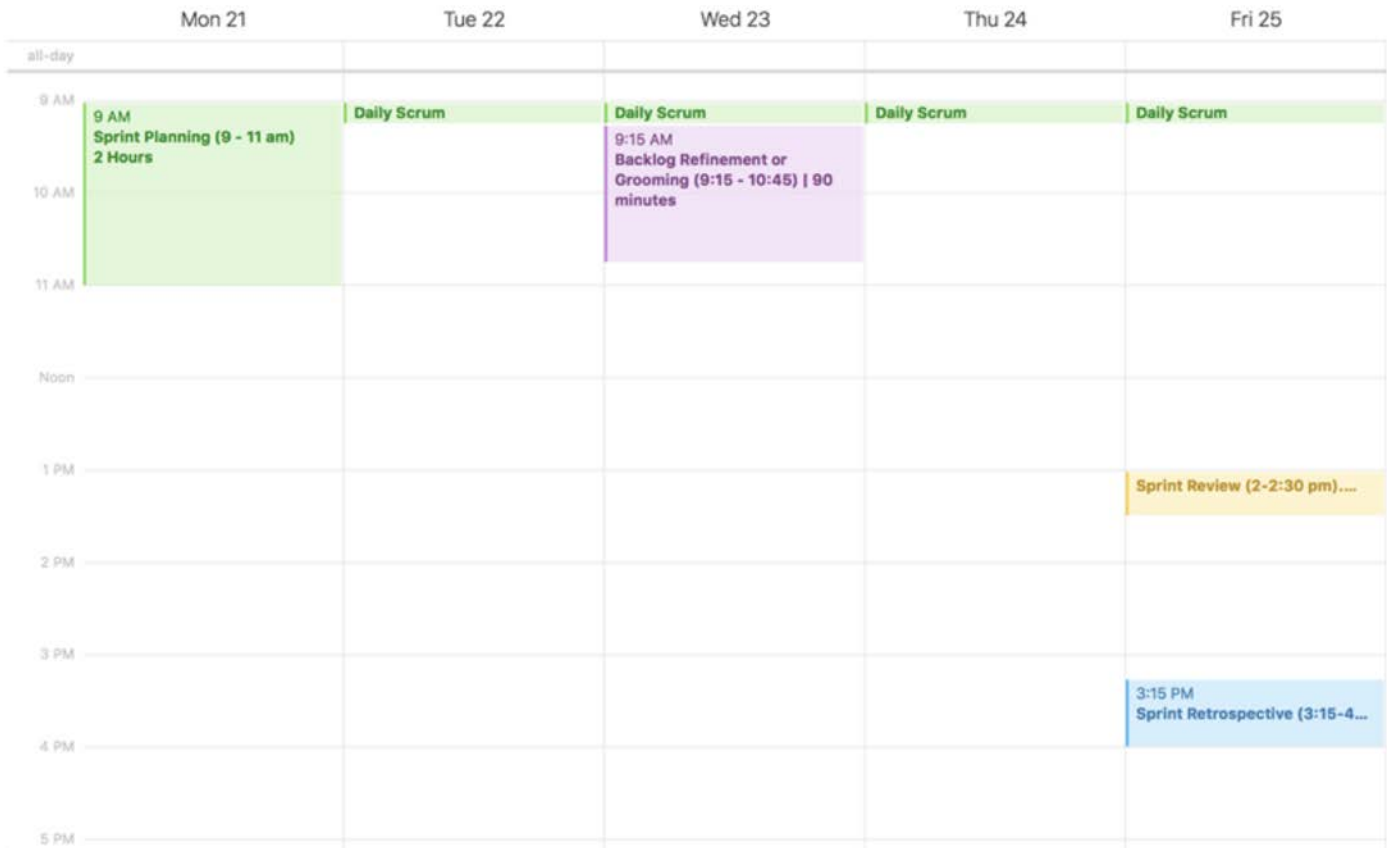 Mon 21
Tue 22
Wed 23
Thu 24
Fri 25
all-day
9 AM
9 AM
Sprint Planning (9 - 11 am)
2 Hours
Daily Scrum
Daily Scrum
9:15 AM
Backlog Refinement or
Grooming (9:15 - 10:45) | 90
minutes
Daily Scrum
Daily Scrum
10 AM
11 AM
Noon
1 PM
Sprint Review (2-2:30 pm)....
2 PM
3 PM
3:15 PM
Sprint Retrospective (3:15-4...
4 PM
5 PM